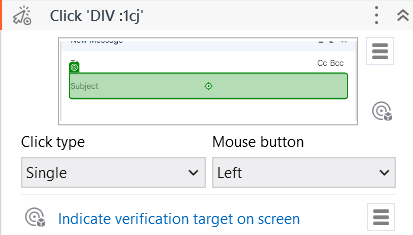 Click 'DIV :1cj'
New Message
Cc Bcc
Subject
Click type
Mouse button
Single
Left
Indicate verification target on screen